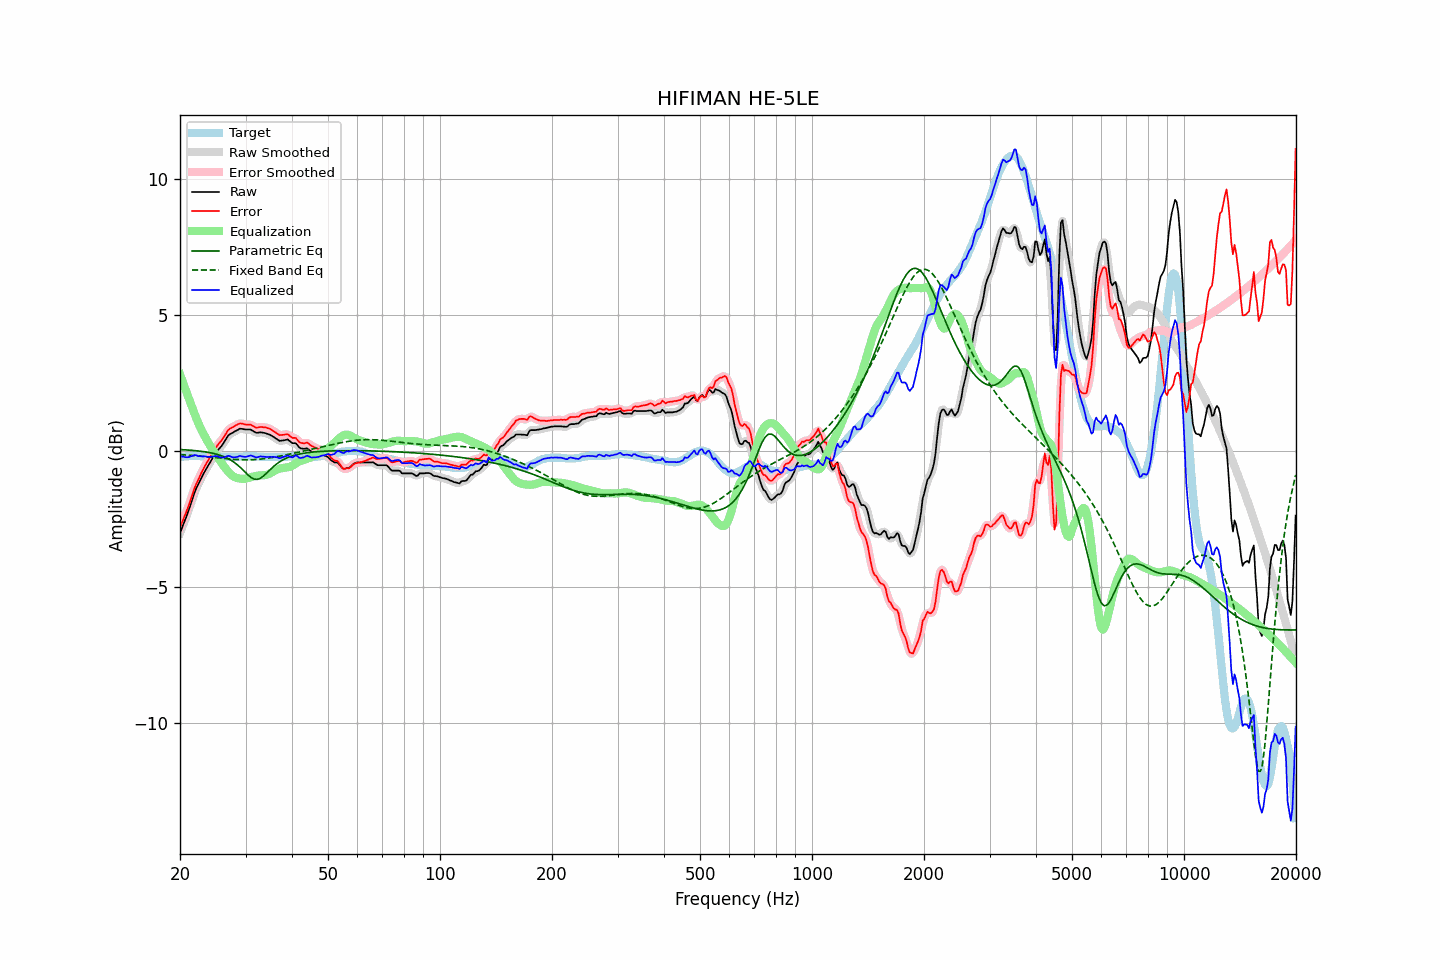 HIFIMAN HE-5LE
Target
Raw Smoothed
Error Smoothed
Raw
Error
Equalization
Parametric Eq
Fixed Band Eq
Equalized
10
5
0
−5
−10
Amplitude (dBr)
20
50
100
200
500
1000
2000
5000
10000
20000
Frequency (Hz)